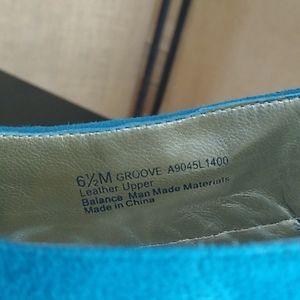 6½M GROOVE A9045L1400
Leather Upper
Balance Man Made Materials
Made in China